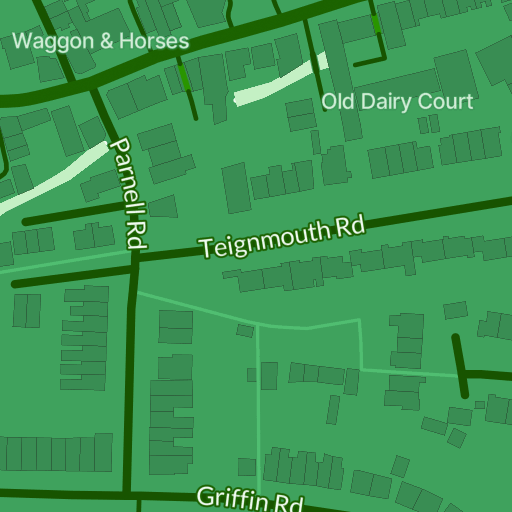 Waggon & Horses
Old Dairy Court
Parnell Rd
Teignmouth Rd
Griffin Rd